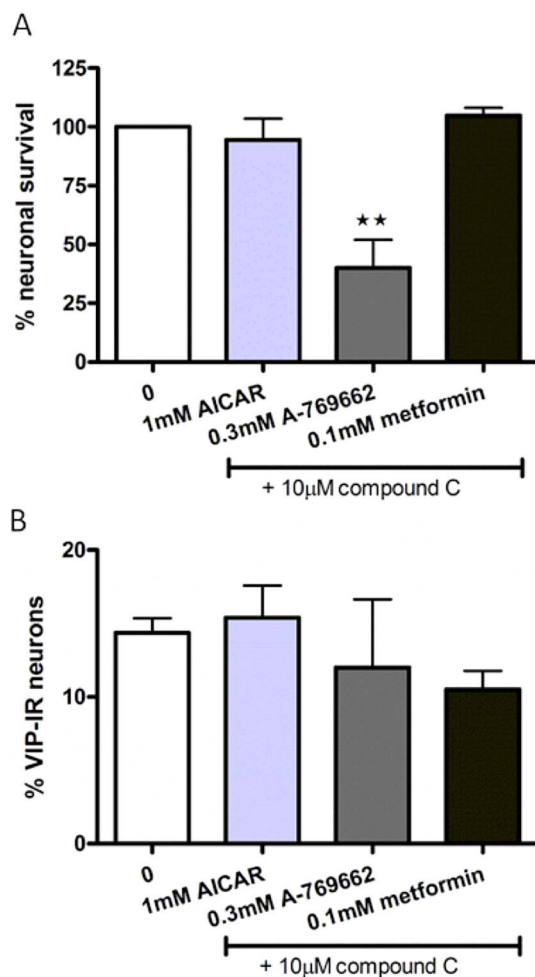 A
% neuronal survival
125
100
75
50
25
0
★★
0
1mM AICAR
0.3mM A-769662
0.1mM metformin
+ 10µM compound C
B
% VIP-IR neurons
20
10
0
0
1mM AICAR
0.3mM A-769662
0.1mM metformin
+ 10µM compound C